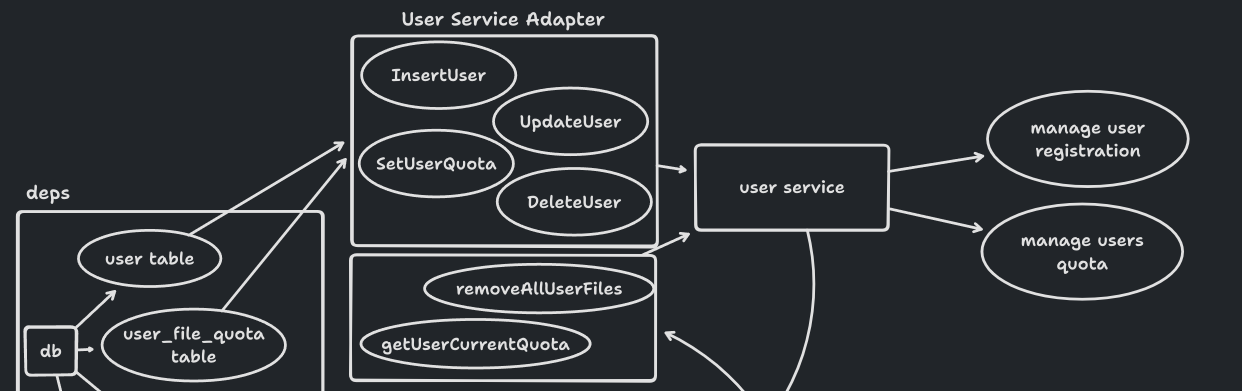 User Service Adapter
InsertUser
UpdateUser
SetUserQuota
DeleteUser
manage user
registration
user service
manage users
quota
deps
user table
user_file_quota
table
db
removeAllUserFiles
getUserCurrentQuota